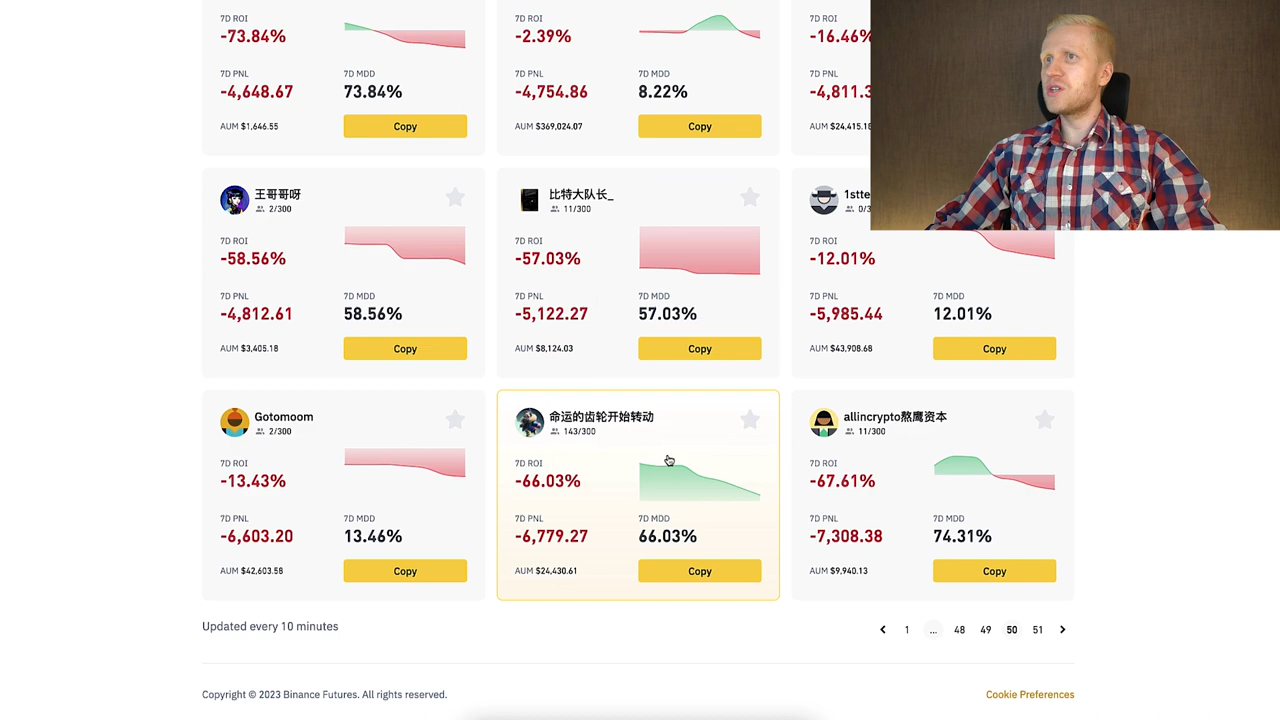 7D ROI
-73.84%
7D PNL
-4,648.67
7D MDD
73.84%
AUM $1,646.55
Copy
7D ROI
-2.39%
7D PNL
-4,754.86
7D MDD
8.22%
AUM $369,024.07
Copy
7D ROI
-16.46%
7D PNL
-4,811.3
AUM $24,415.18
王哥哥呀
2/300
7D ROI
-58.56%
7D PNL
-4,812.61
7D MDD
58.56%
AUM $3,405.18
Copy
比特大队长_
11/300
7D ROI
-57.03%
7D PNL
-5,122.27
7D MDD
57.03%
AUM $8,124.03
Copy
1stte
0/3
7D ROI
-12.01%
7D PNL
-5,985.44
7D MDD
12.01%
AUM $43,908.68
Copy
Gotomoom
2/300
7D ROI
-13.43%
7D PNL
-6,603.20
7D MDD
13.46%
AUM $42,603.58
Copy
命运的齿轮开始转动
143/300
7D ROI
-66.03%
7D PNL
-6,779.27
7D MDD
66.03%
AUM $24,430.61
Copy
allincrypto熬鹰资本
11/300
7D ROI
-67.61%
7D PNL
-7,308.38
7D MDD
74.31%
AUM $9,940.13
Copy
Updated every 10 minutes
1 ... 48 49 50 51
Copyright © 2023 Binance Futures. All rights reserved.
Cookie Preferences